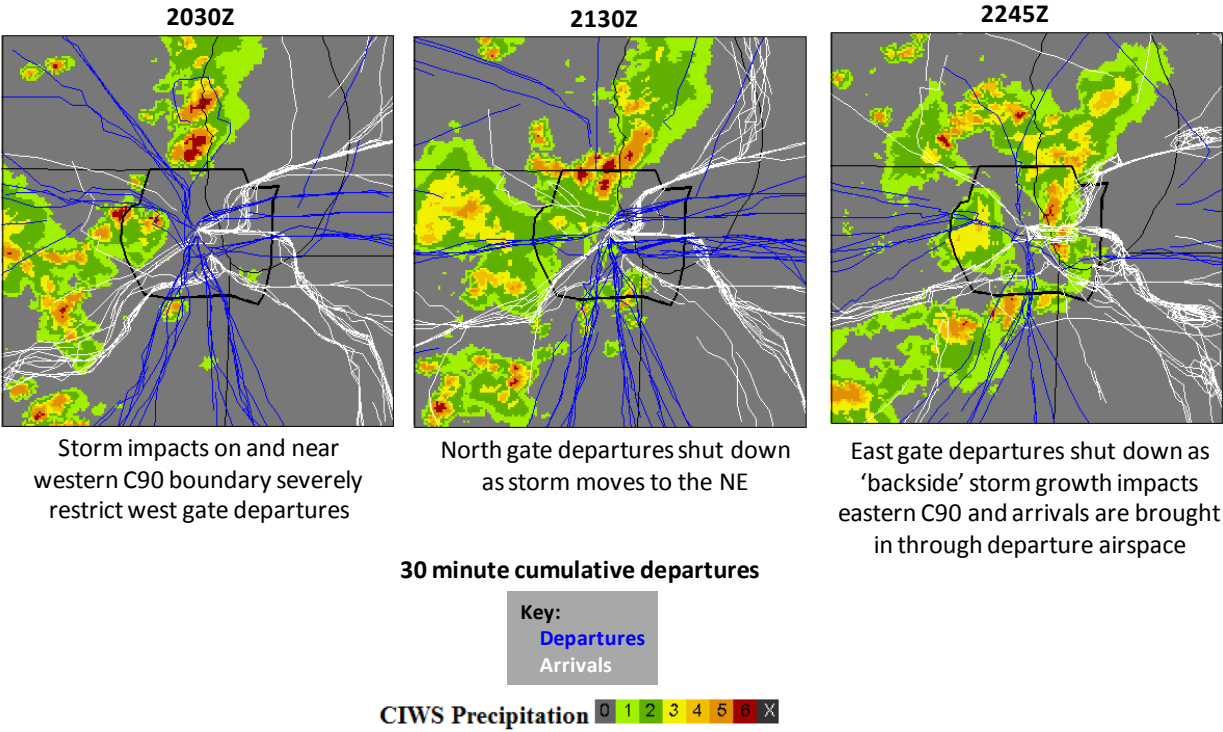 2030Z
2130Z
2245Z
Storm impacts on and near
western C90 boundary severely
restrict west gate departures
North gate departures shut down
as storm moves to the NE
East gate departures shut down as
‘backside’ storm growth impacts
eastern C90 and arrivals are brought
in through departure airspace
30 minute cumulative departures
Key:
Departures
Arrivals
CIWS Precipitation 0 1 2 3 4 5 6 X